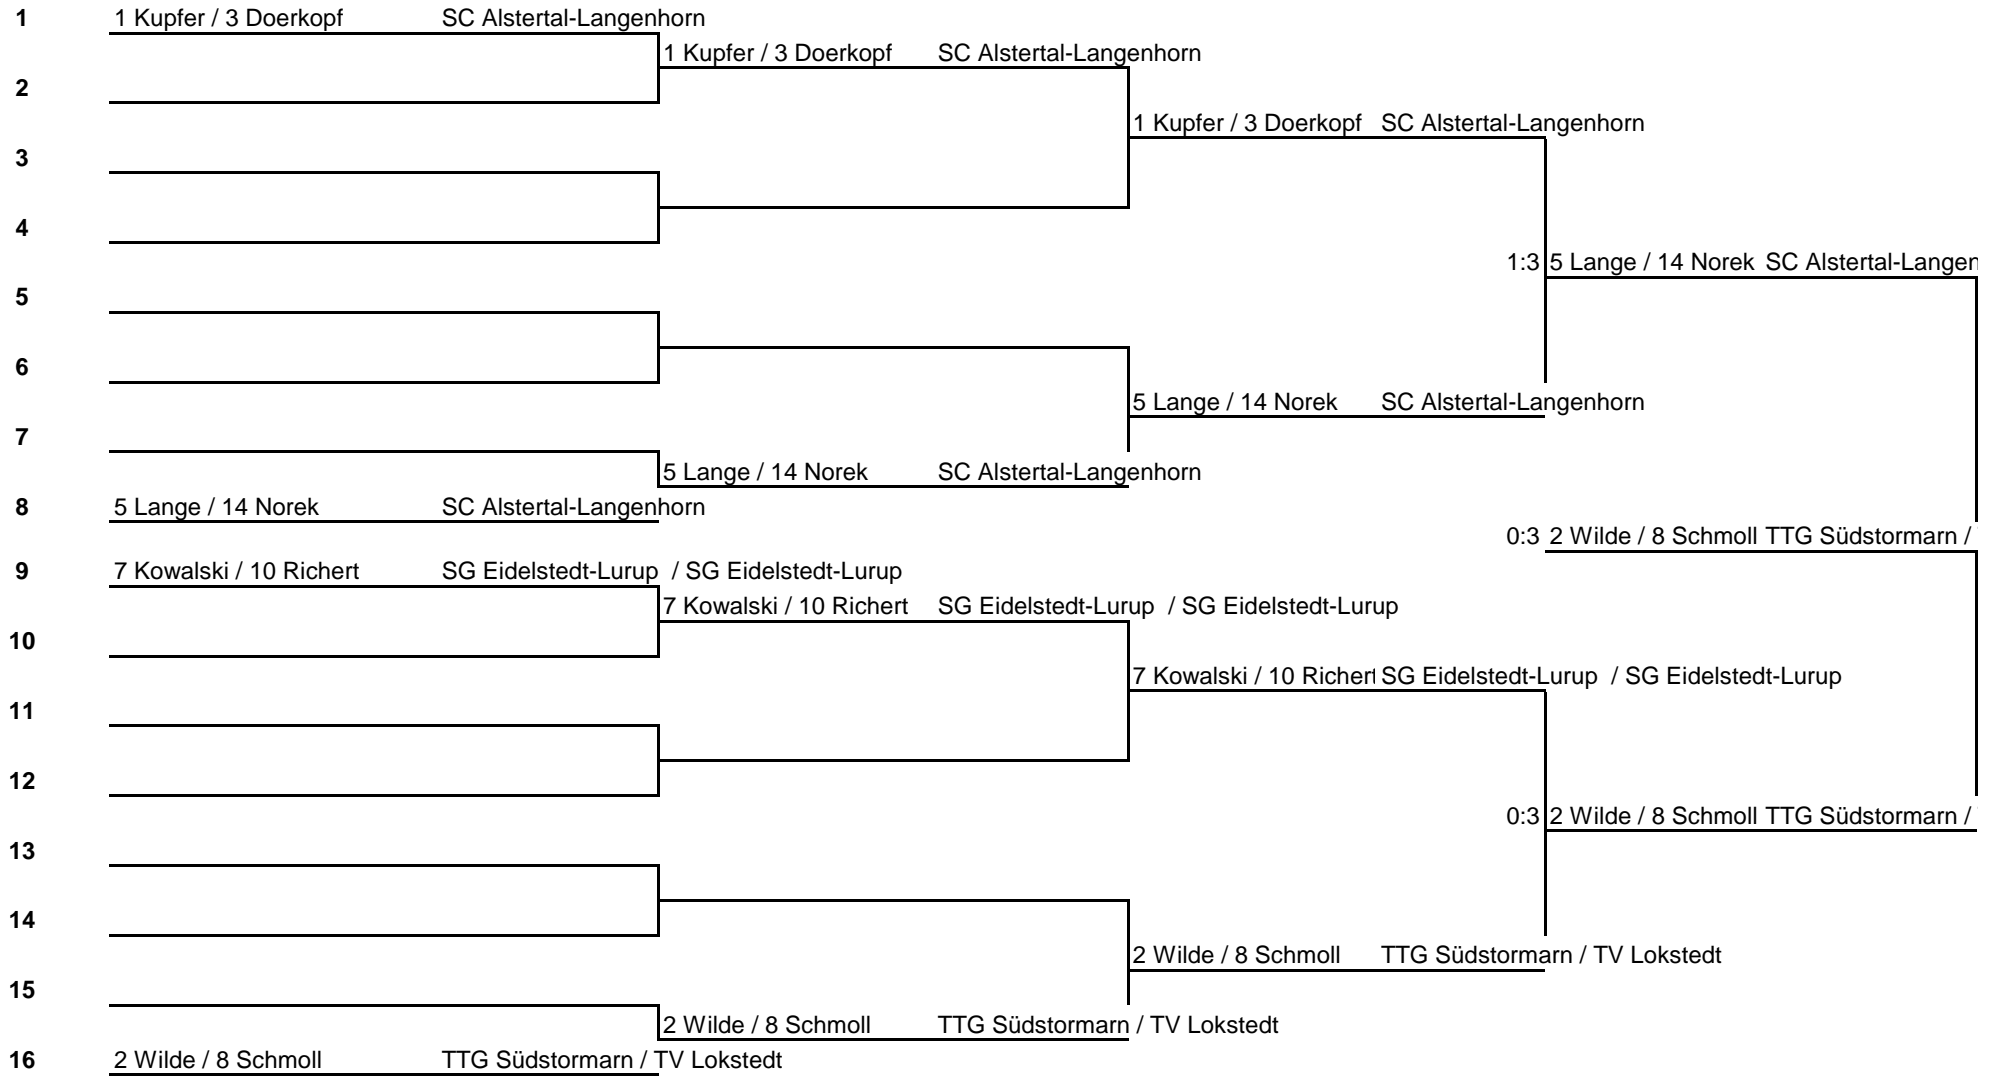 1 1 Kupfer / 3 Doerkopf SC Alstertal-Langenhorn
1 Kupfer / 3 Doerkopf SC Alstertal-Langenhorn
2
1 Kupfer / 3 Doerkopf SC Alstertal-Langenhorn
3
4
1:3 5 Lange / 14 Norek SC Alstertal-Langen
5
6
5 Lange / 14 Norek SC Alstertal-Langenhorn
7
5 Lange / 14 Norek SC Alstertal-Langenhorn
8 5 Lange / 14 Norek SC Alstertal-Langenhorn
0:3 2 Wilde / 8 Schmoll TTG Südstormarn /
9 7 Kowalski / 10 Richert SG Eidelstedt-Lurup / SG Eidelstedt-Lurup
7 Kowalski / 10 Richert SG Eidelstedt-Lurup / SG Eidelstedt-Lurup
10
7 Kowalski / 10 Richert SG Eidelstedt-Lurup / SG Eidelstedt-Lurup
11
12
0:3 2 Wilde / 8 Schmoll TTG Südstormarn /
13
14
2 Wilde / 8 Schmoll TTG Südstormarn / TV Lokstedt
15
2 Wilde / 8 Schmoll TTG Südstormarn / TV Lokstedt
16 2 Wilde / 8 Schmoll TTG Südstormarn / TV Lokstedt